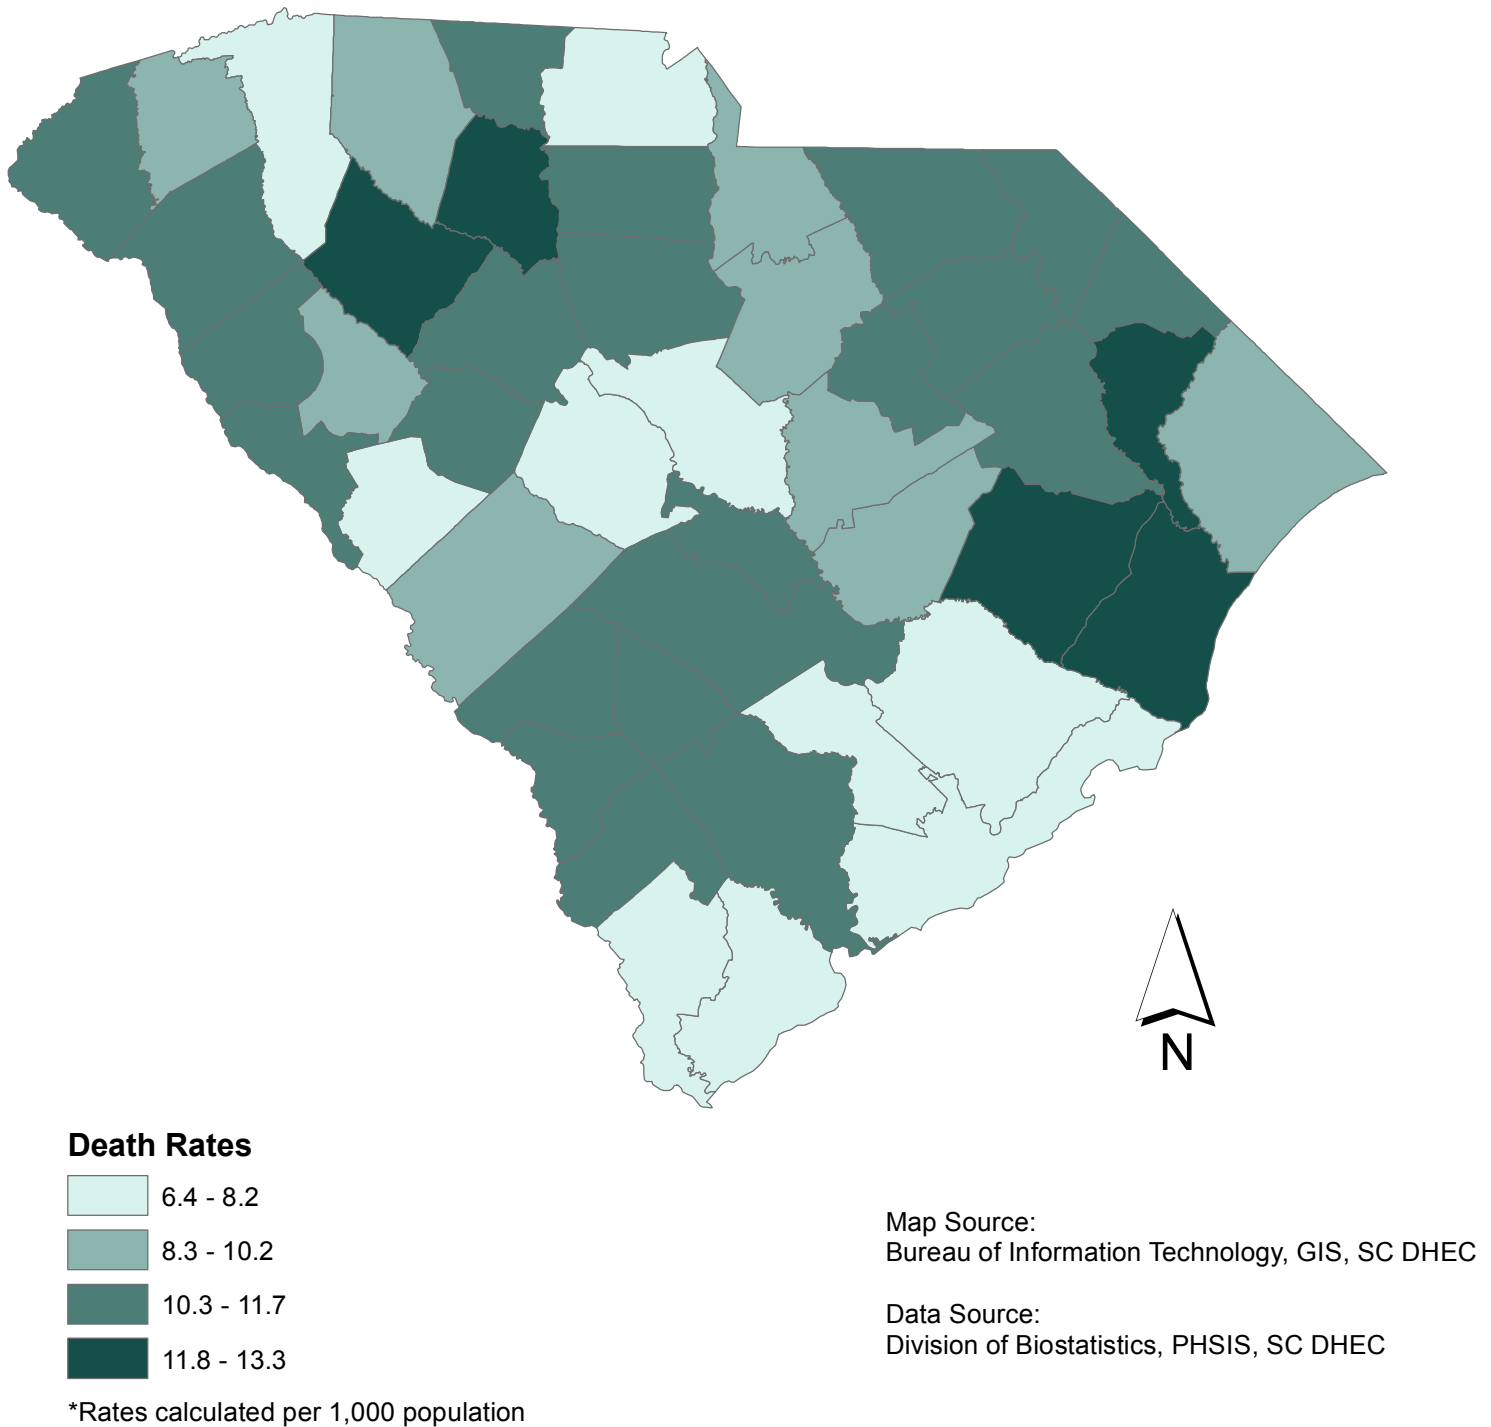 N
Death Rates
6.4 - 8.2
8.3 - 10.2
10.3 - 11.7
11.8 - 13.3
*Rates calculated per 1,000 population
Map Source:
Bureau of Information Technology, GIS, SC DHEC
Data Source:
Division of Biostatistics, PHSIS, SC DHEC